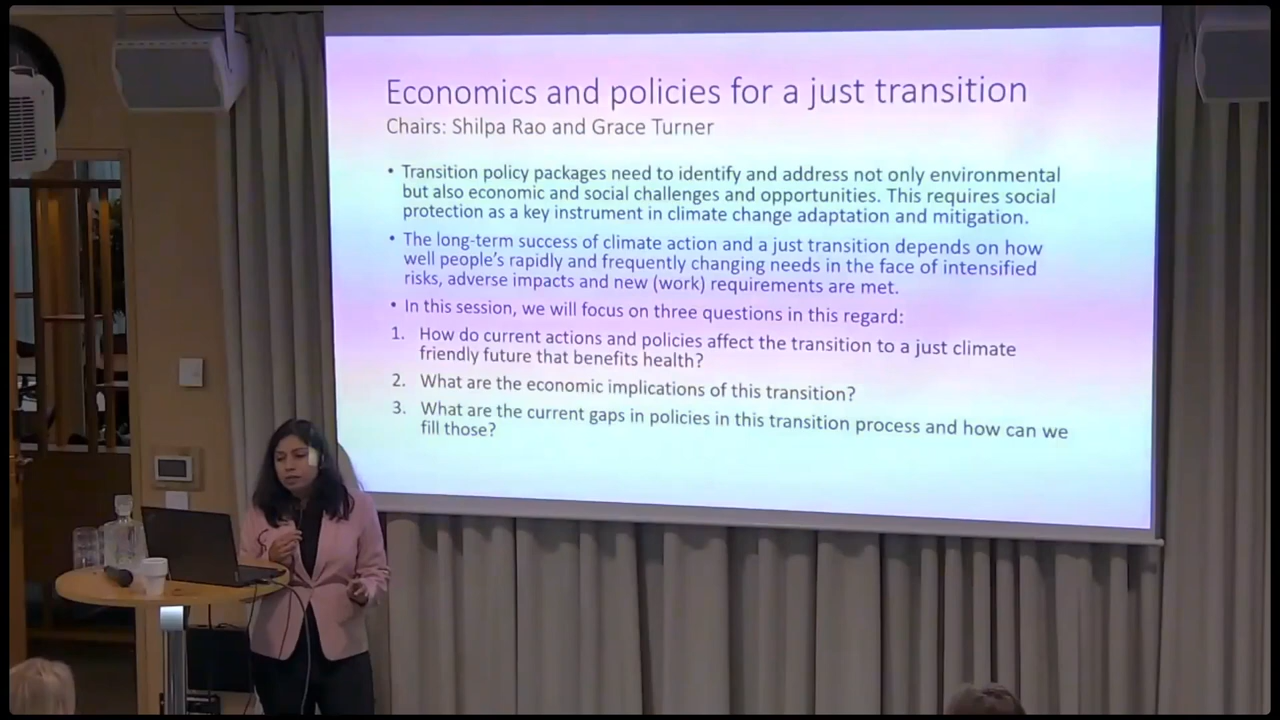 Economics and policies for a just transition
Chairs: Shilpa Rao and Grace Turner
• Transition policy packages need to identify and address not only environmental
but also economic and social challenges and opportunities. This requires social
protection as a key instrument in climate change adaptation and mitigation.
• The long-term success of climate action and a just transition depends on how
well people's rapidly and frequently changing needs in the face of intensified
risks, adverse impacts and new (work) requirements are met.
• In this session, we will focus on three questions in this regard:
1. How do current actions and policies affect the transition to a just climate
friendly future that benefits health?
2. What are the economic implications of this transition?
3. What are the current gaps in policies in this transition process and how can we
fill those?